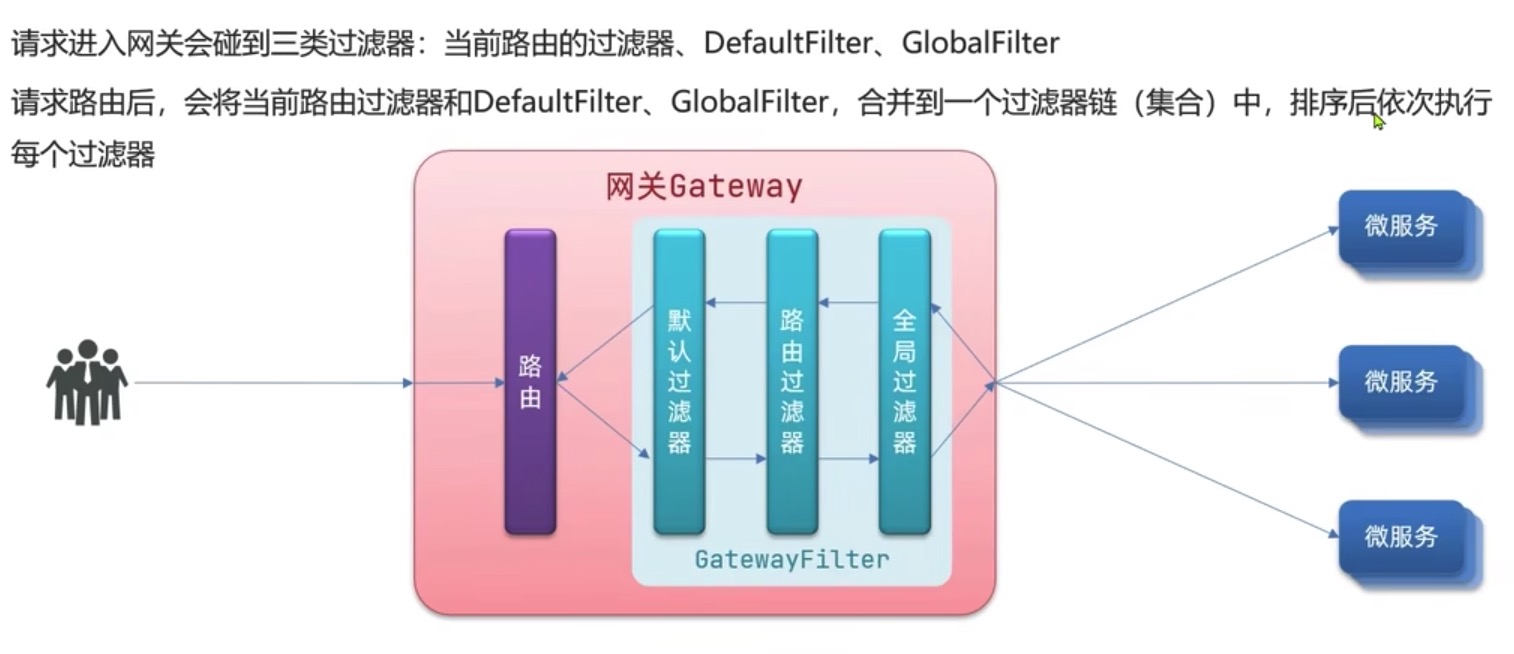 请求进入网关会碰到三类过滤器：当前路由的过滤器、DefaultFilter、GlobalFilter
请求路由后，会将当前路由过滤器和DefaultFilter、GlobalFilter，合并到一个过滤器链（集合）中，排序后依次执行
每个过滤器
网关Gateway
路由
默认过滤器
路由过滤器
全局过滤器
GatewayFilter
微服务
微服务
微服务